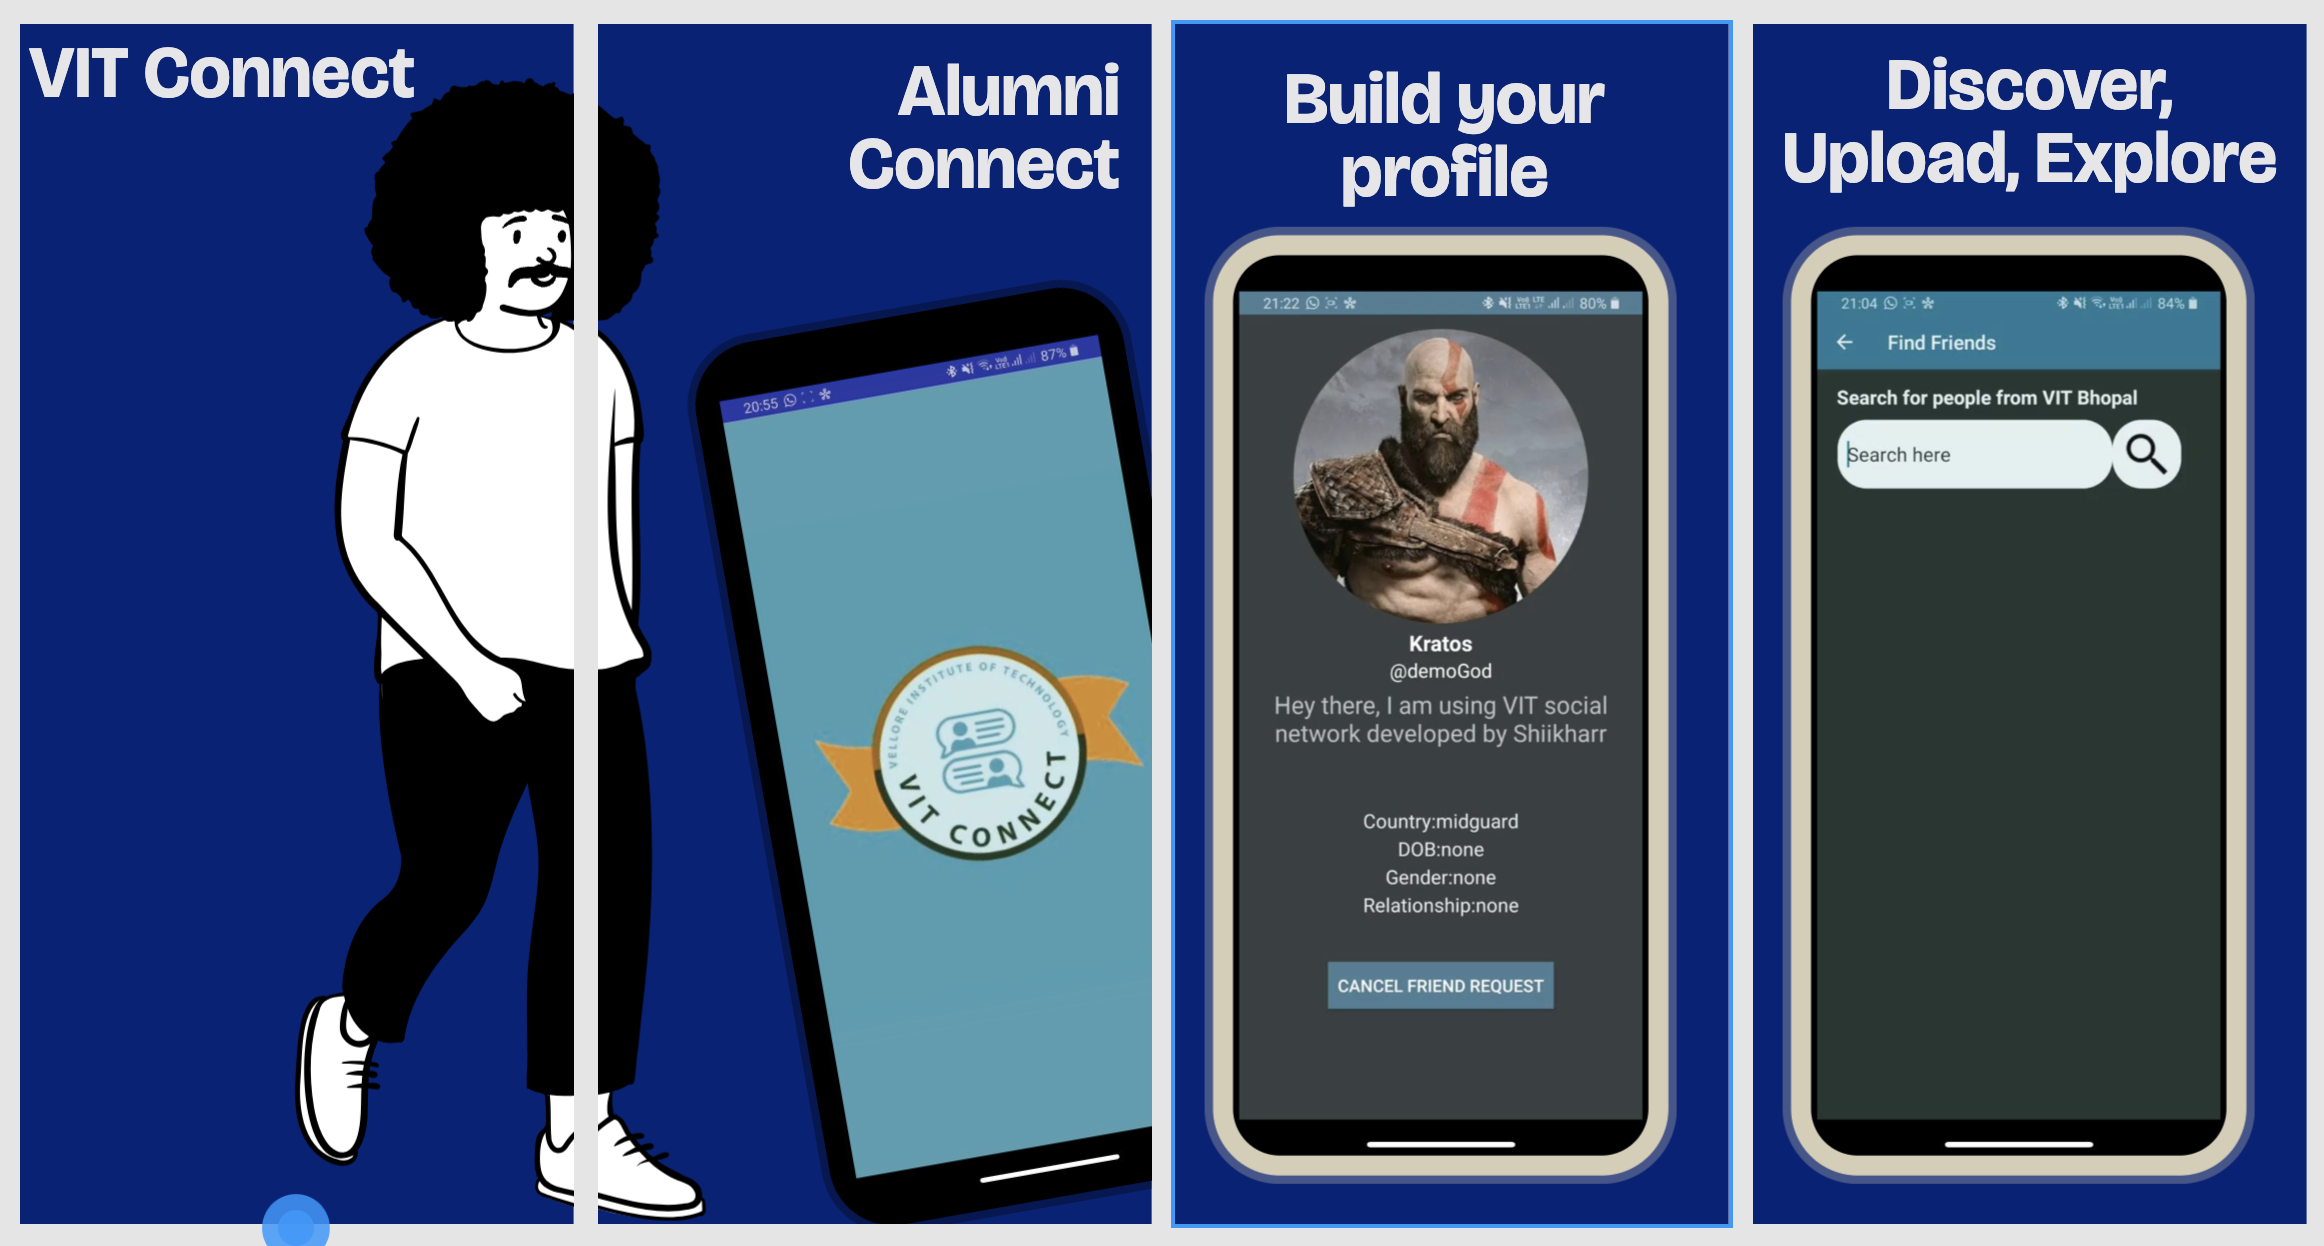 VIT Connect
Alumni
Connect
20:55
87%
VELLORE INSTITUTE OF TECHNOLOGY
VIT CONNECT
Build your
profile
21:22
80%
Kratos
@demoGod
Hey there, I am using VIT social
network developed by Shiikharr
Country:midguard
DOB:none
Gender:none
Relationship:none
CANCEL FRIEND REQUEST
Discover,
Upload, Explore
21:04
84%
Find Friends
Search for people from VIT Bhopal
Search here